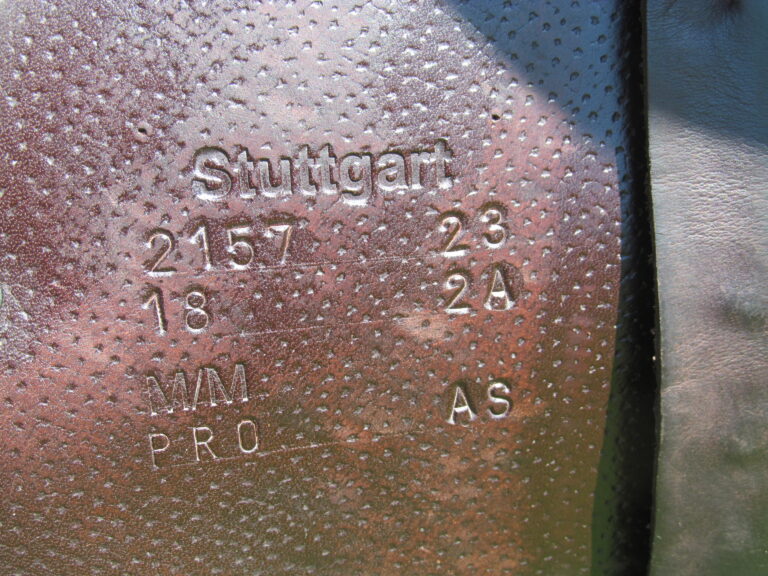 Stuttgart
2157 23
18 2A
M/M
PRO AS